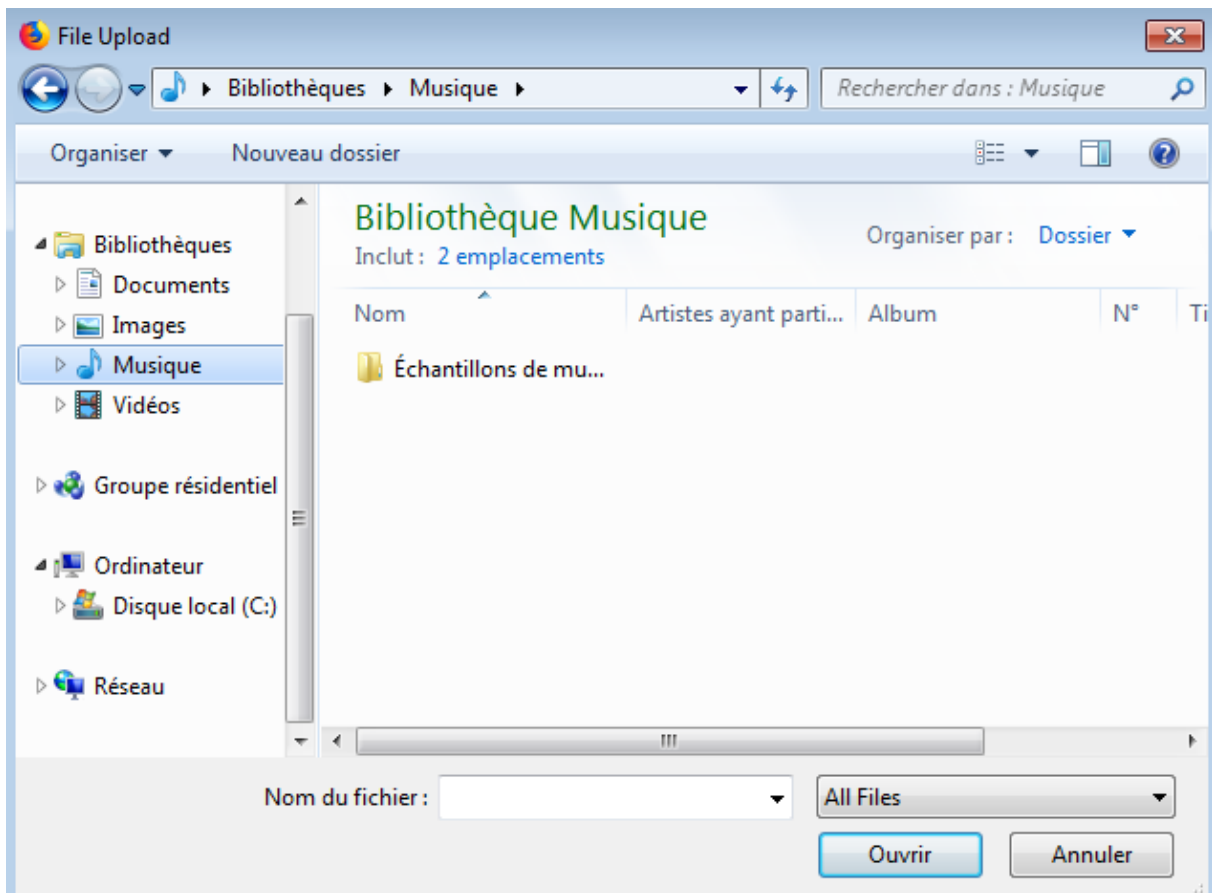 File Upload
Bibliothèques Musique
Rechercher dans : Musique
Organiser Nouveau dossier
Bibliothèques
Documents
Images
Musique
Vidéos
Groupe résidentiel
Ordinateur
Disque local (C:)
Réseau
Bibliothèque Musique
Inclut : 2 emplacements
Organiser par : Dossier
Nom Artistes ayant parti... Album N° Ti
Échantillons de mu...
Nom du fichier : All Files
Ouvrir Annuler